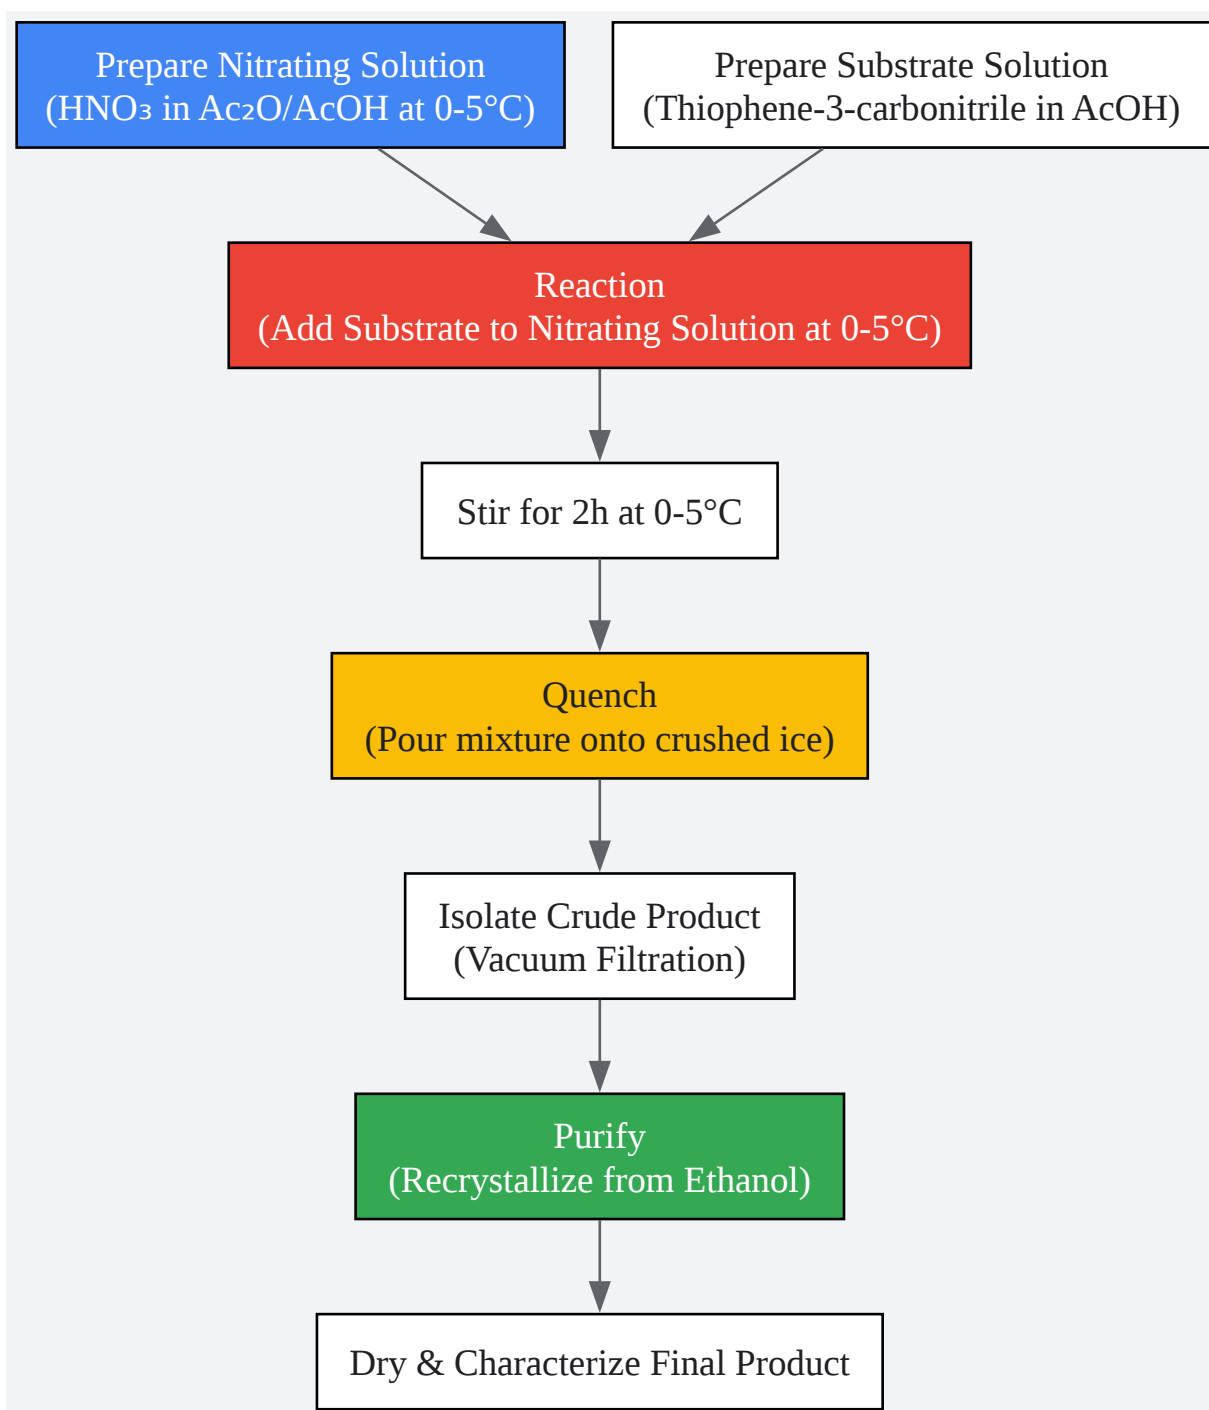 Prepare Nitrating Solution
(HNO₃ in Ac₂O/AcOH at 0-5°C)
Prepare Substrate Solution
(Thiophene-3-carbonitrile in AcOH)
Reaction
(Add Substrate to Nitrating Solution at 0-5°C)
Stir for 2h at 0-5°C
Quench
(Pour mixture onto crushed ice)
Isolate Crude Product
(Vacuum Filtration)
Purify
(Recrystallize from Ethanol)
Dry & Characterize Final Product